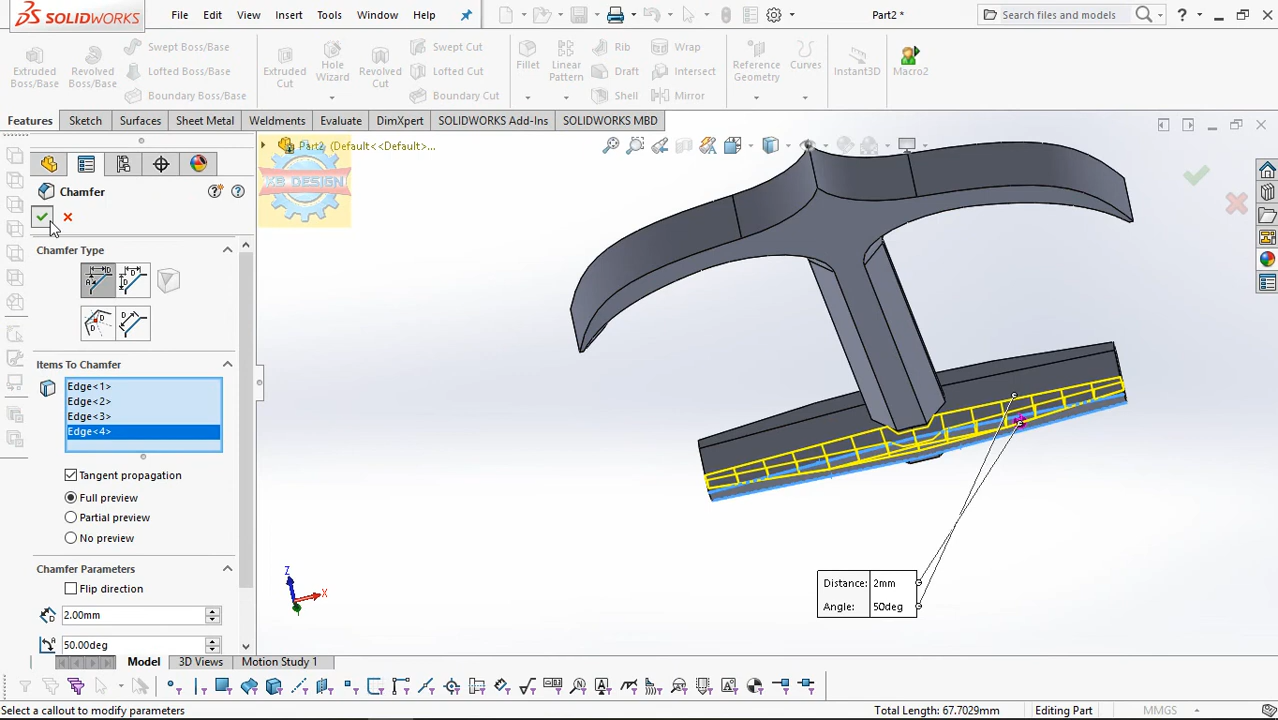 SOLIDWORKS File Edit View Insert Tools Window Help Part2 * Search files and models ?
Extruded Boss/Base Revolved Boss/Base Swept Boss/Base Lofted Boss/Base Boundary Boss/Base Extruded Cut Hole Wizard Revolved Cut Swept Cut Lofted Cut Boundary Cut Fillet Linear Pattern Rib Draft Shell Wrap Intersect Mirror Reference Geometry Curves Instant3D Macro2
Features Sketch Surfaces Sheet Metal Weldments Evaluate DimXpert SOLIDWORKS Add-Ins SOLIDWORKS MBD
Part2 (Default<<Default>...
DESIGN
Chamfer
Chamfer Type
Items To Chamfer
Edge<1>
Edge<2>
Edge<3>
Edge<4>
Tangent propagation
Full preview
Partial preview
No preview
Chamfer Parameters
Flip direction
2.00mm
50.00deg
Distance: 2mm
Angle: 50deg
Z
X
Model 3D Views Motion Study 1
Select a callout to modify parameters Total Length: 67.7029mm Editing Part MMGS